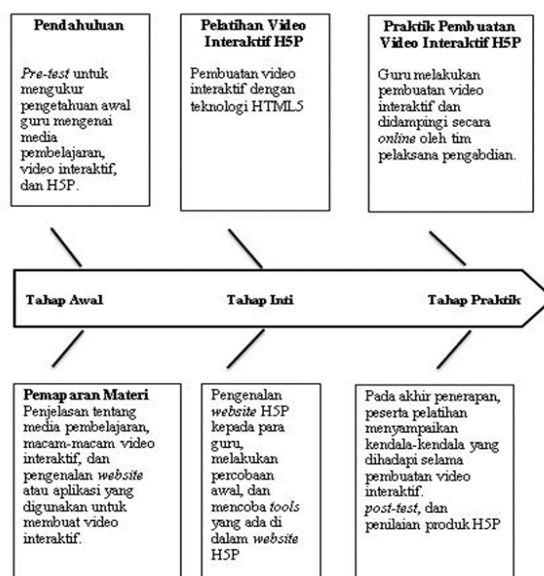 Pendahuluan
Pre-test untuk
mengukur
pengetahuan awal
guru mengenai
media
pembelajaran,
video interaktif,
dan H5P.
Pelatihan Video
Interaktif H5P
Pembuatan video
interaktif dengan
teknologi HTML5
Praktik Pembuatan
Video Interaktif H5P
Guru melakukan
pembuatan video
interaktif dan
didampingi secara
online oleh tim
pelaksana pengabdian.
Tahap Awal
Tahap Inti
Tahap Praktik
Pemaparan Materi
Penjelasan tentang
media pembelajaran,
macam-macam video
interaktif, dan
pengenalan website
atau aplikasi yang
digunakan untuk
membuat video
interaktif.
Pengenalan
website H5P
kepada para
guru,
melakukan
percobaan
awal, dan
mencoba tools
yang ada di
dalam website
H5P
Pada akhir penerapan,
peserta pelatihan
menyampaikan
kendala-kendala yang
dihadapi selama
pembuatan video
interaktif.
post-test, dan
penilaian produk H5P